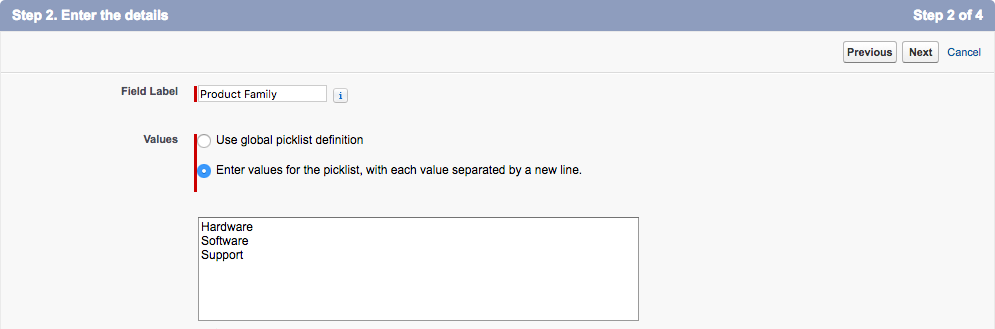 Step 2. Enter the details
Step 2 of 4
Previous Next Cancel
Field Label Product Family i
Values Use global picklist definition
Enter values for the picklist, with each value separated by a new line.
Hardware
Software
Support